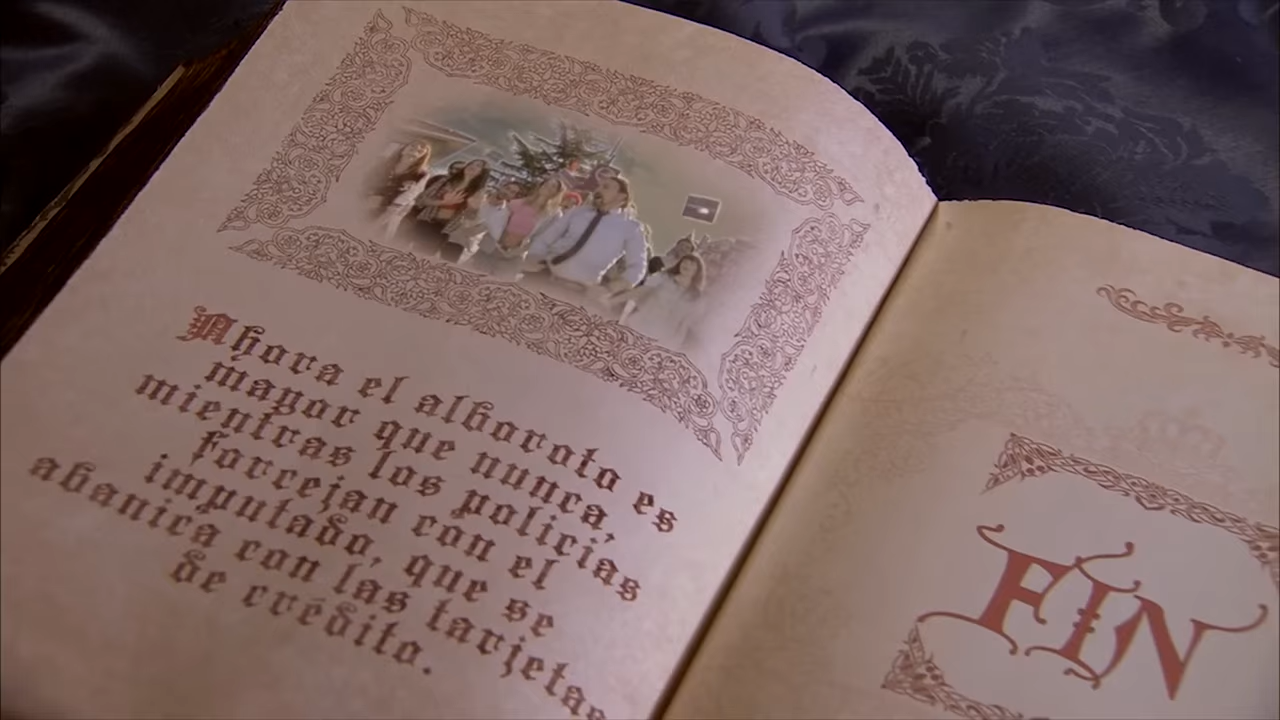 Ahora el alboroto es
mayor que nunca,
mientras los policías
forcejan con el
imputado, que se
abanica con las tarjetas
de crédito.
FIN